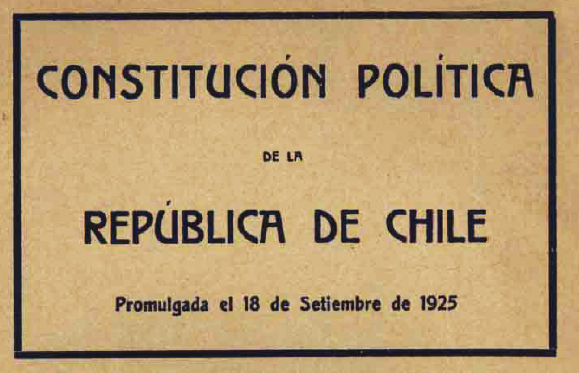 CONSTITUCIÓN POLÍTICA
DE LA
REPÚBLICA DE CHILE
Promulgada el 18 de Setiembre de 1925